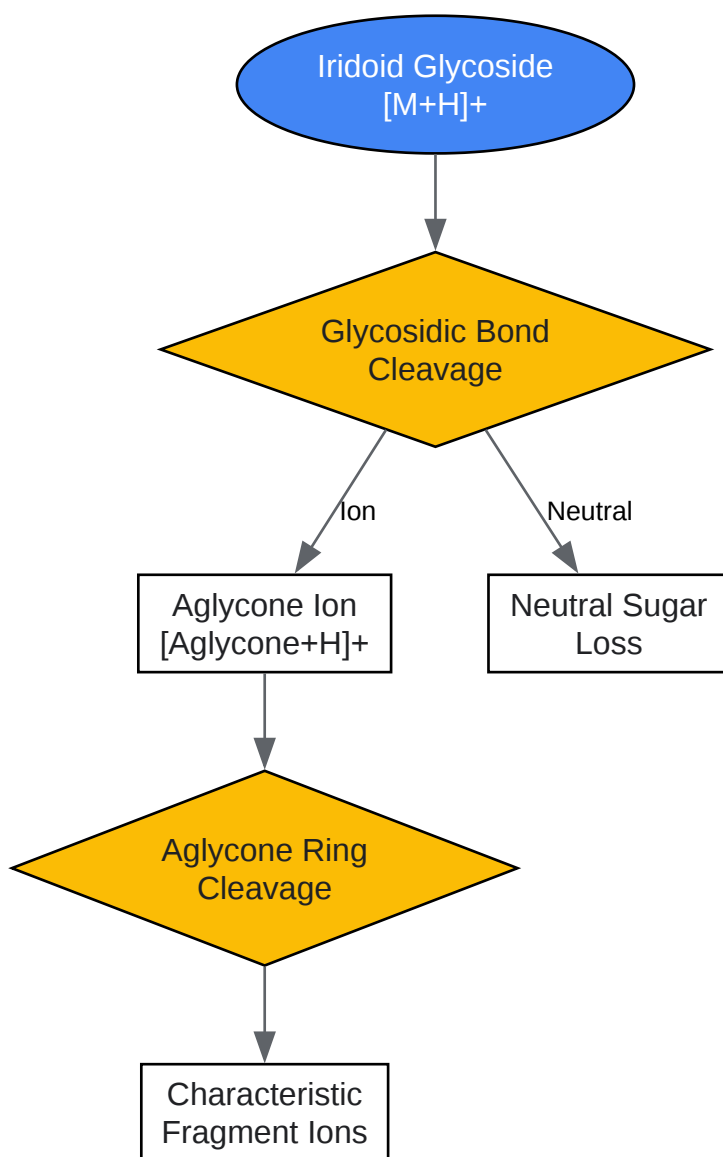 Iridoid Glycoside
[M+H]+
Glycosidic Bond
Cleavage
Ion
Neutral
Aglycone Ion
[Aglycone+H]+
Neutral Sugar
Loss
Aglycone Ring
Cleavage
Characteristic
Fragment Ions